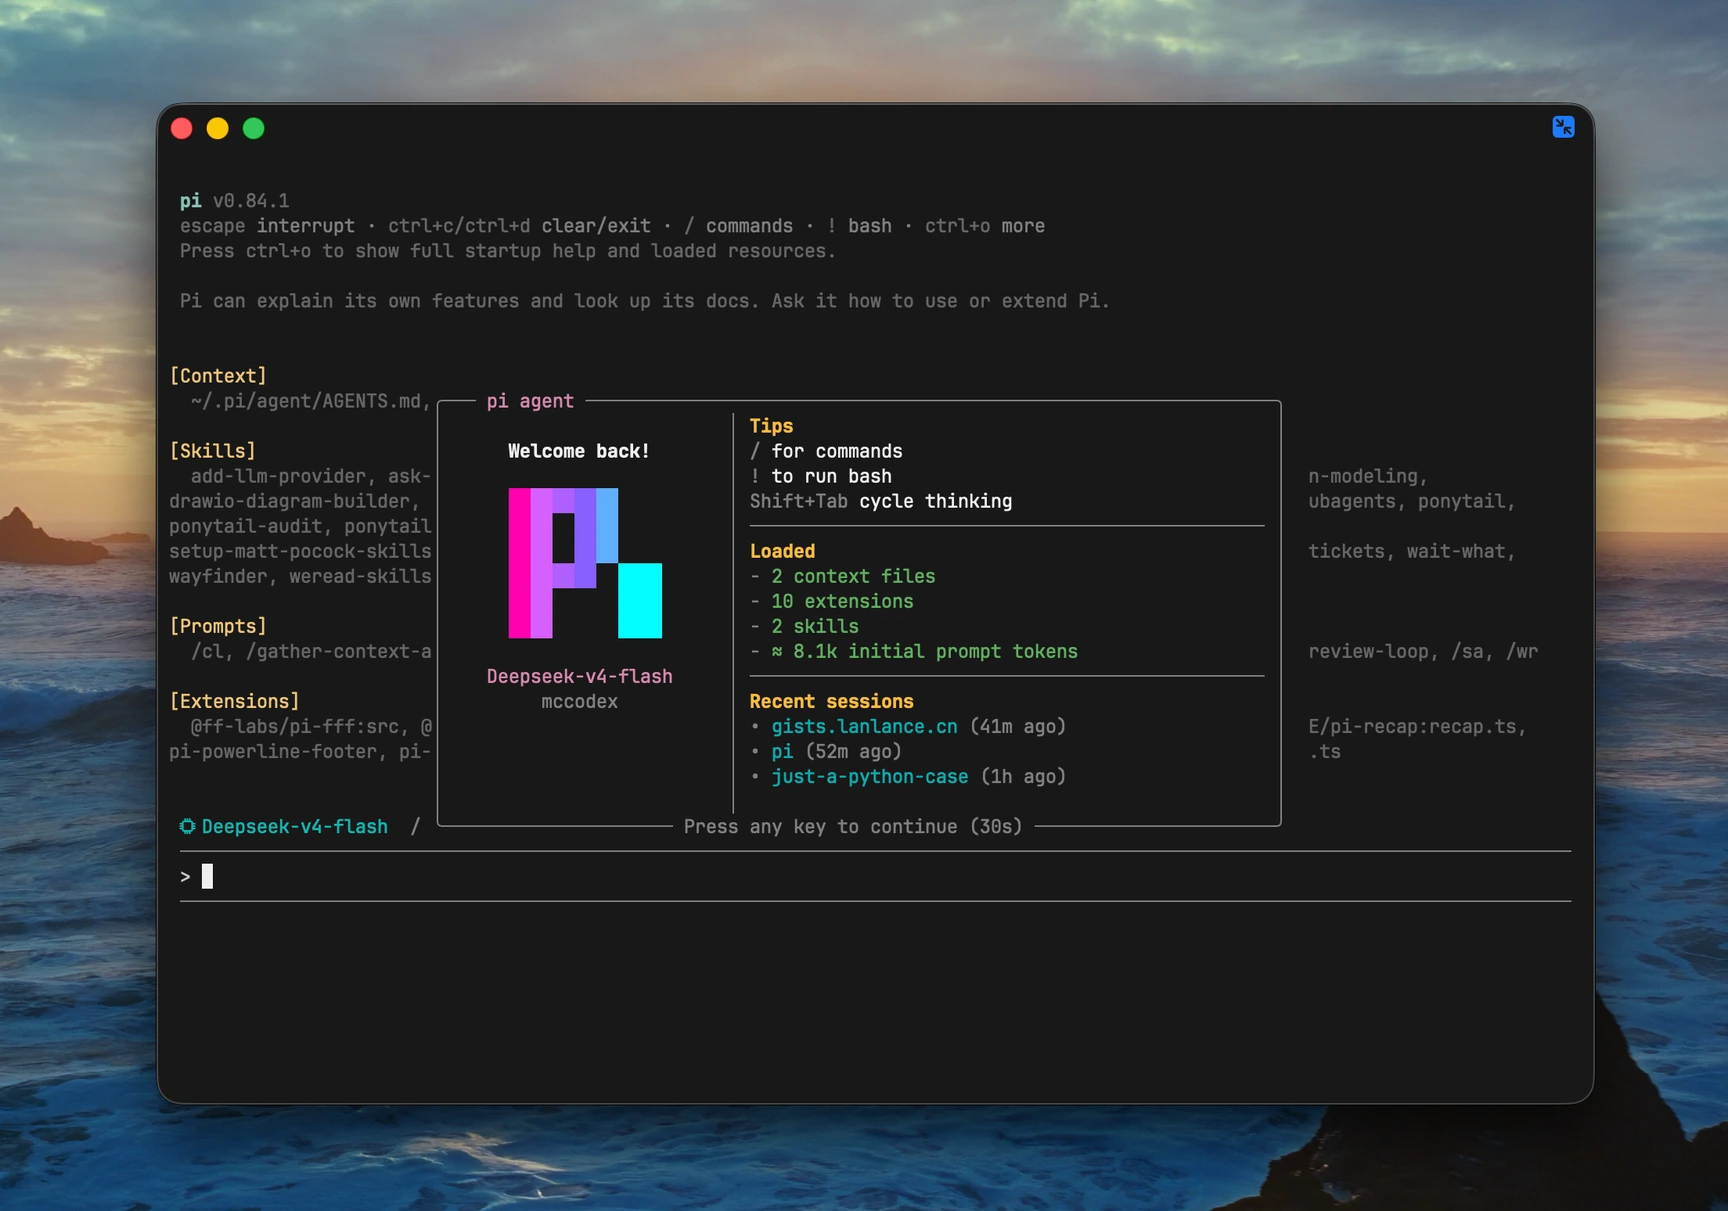 pi v0.84.1
escape interrupt · ctrl+c/ctrl+d clear/exit · / commands · ! bash · ctrl+o more
Press ctrl+o to show full startup help and loaded resources.
Pi can explain its own features and look up its docs. Ask it how to use or extend Pi.
[Context]
~/.pi/agent/AGENTS.md,
[Skills]
add-llm-provider, ask-
drawio-diagram-builder,
ponytail-audit, ponytail
setup-matt-pocock-skills
wayfinder, weread-skills
[Prompts]
/cl, /gather-context-a
[Extensions]
@ff-labs/pi-fff:src, @
pi-powerline-footer, pi-
pi agent
Welcome back!
Deepseek-v4-flash
mccodex
Tips
/ for commands
! to run bash
Shift+Tab cycle thinking
Loaded
- 2 context files
- 10 extensions
- 2 skills
- ≈ 8.1k initial prompt tokens
Recent sessions
• gists.lanlance.cn (41m ago)
• pi (52m ago)
• just-a-python-case (1h ago)
Press any key to continue (30s)
n-modeling,
ubagents, ponytail,
tickets, wait-what,
review-loop, /sa, /wr
E/pi-recap:recap.ts,
.ts
Deepseek-v4-flash /
>